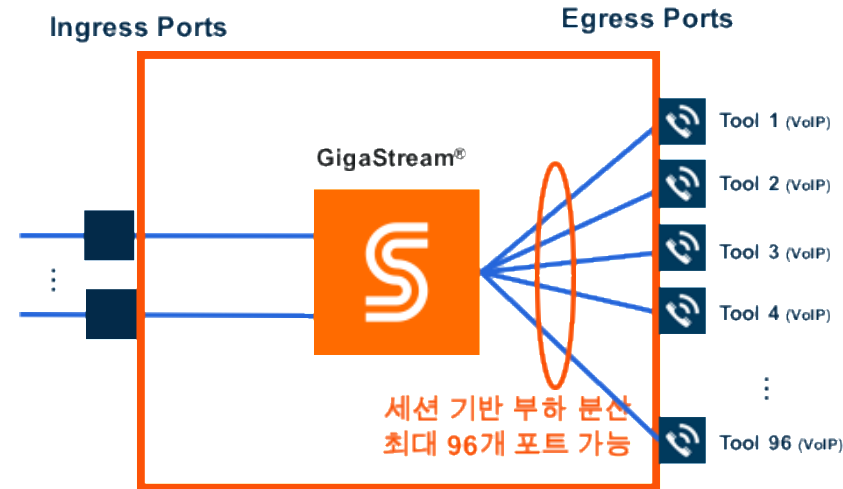 Ingress Ports
Egress Ports
GigaStream®
Tool 1 (VoIP)
Tool 2 (VoIP)
Tool 3 (VoIP)
Tool 4 (VoIP)
세션 기반 부하 분산
최대 96개 포트 가능
Tool 96 (VoIP)